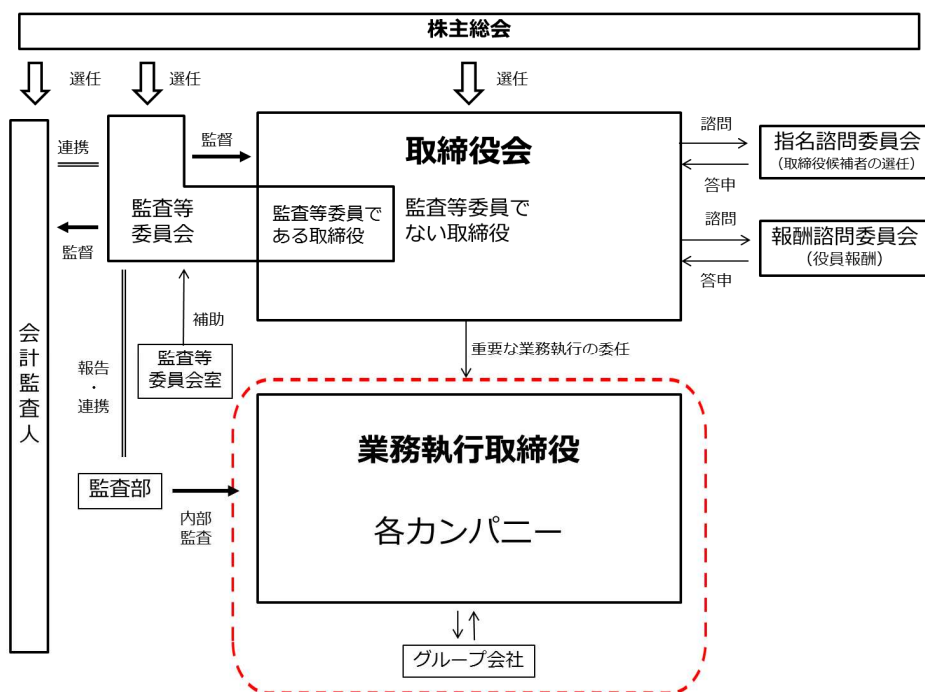 株主総会
選任
選任
選任
連携
監督
取締役会
諮問
指名諮問委員会
(取締役候補者の選任)
答申
監査等
委員会
監査等委員で
ある取締役
監査等委員で
ない取締役
監督
諮問
報酬諮問委員会
(役員報酬)
答申
補助
監査等
委員会室
重要な業務執行の委任
会計監査人
報告
・
連携
業務執行取締役
監査部
内部
監査
各カンパニー
グループ会社